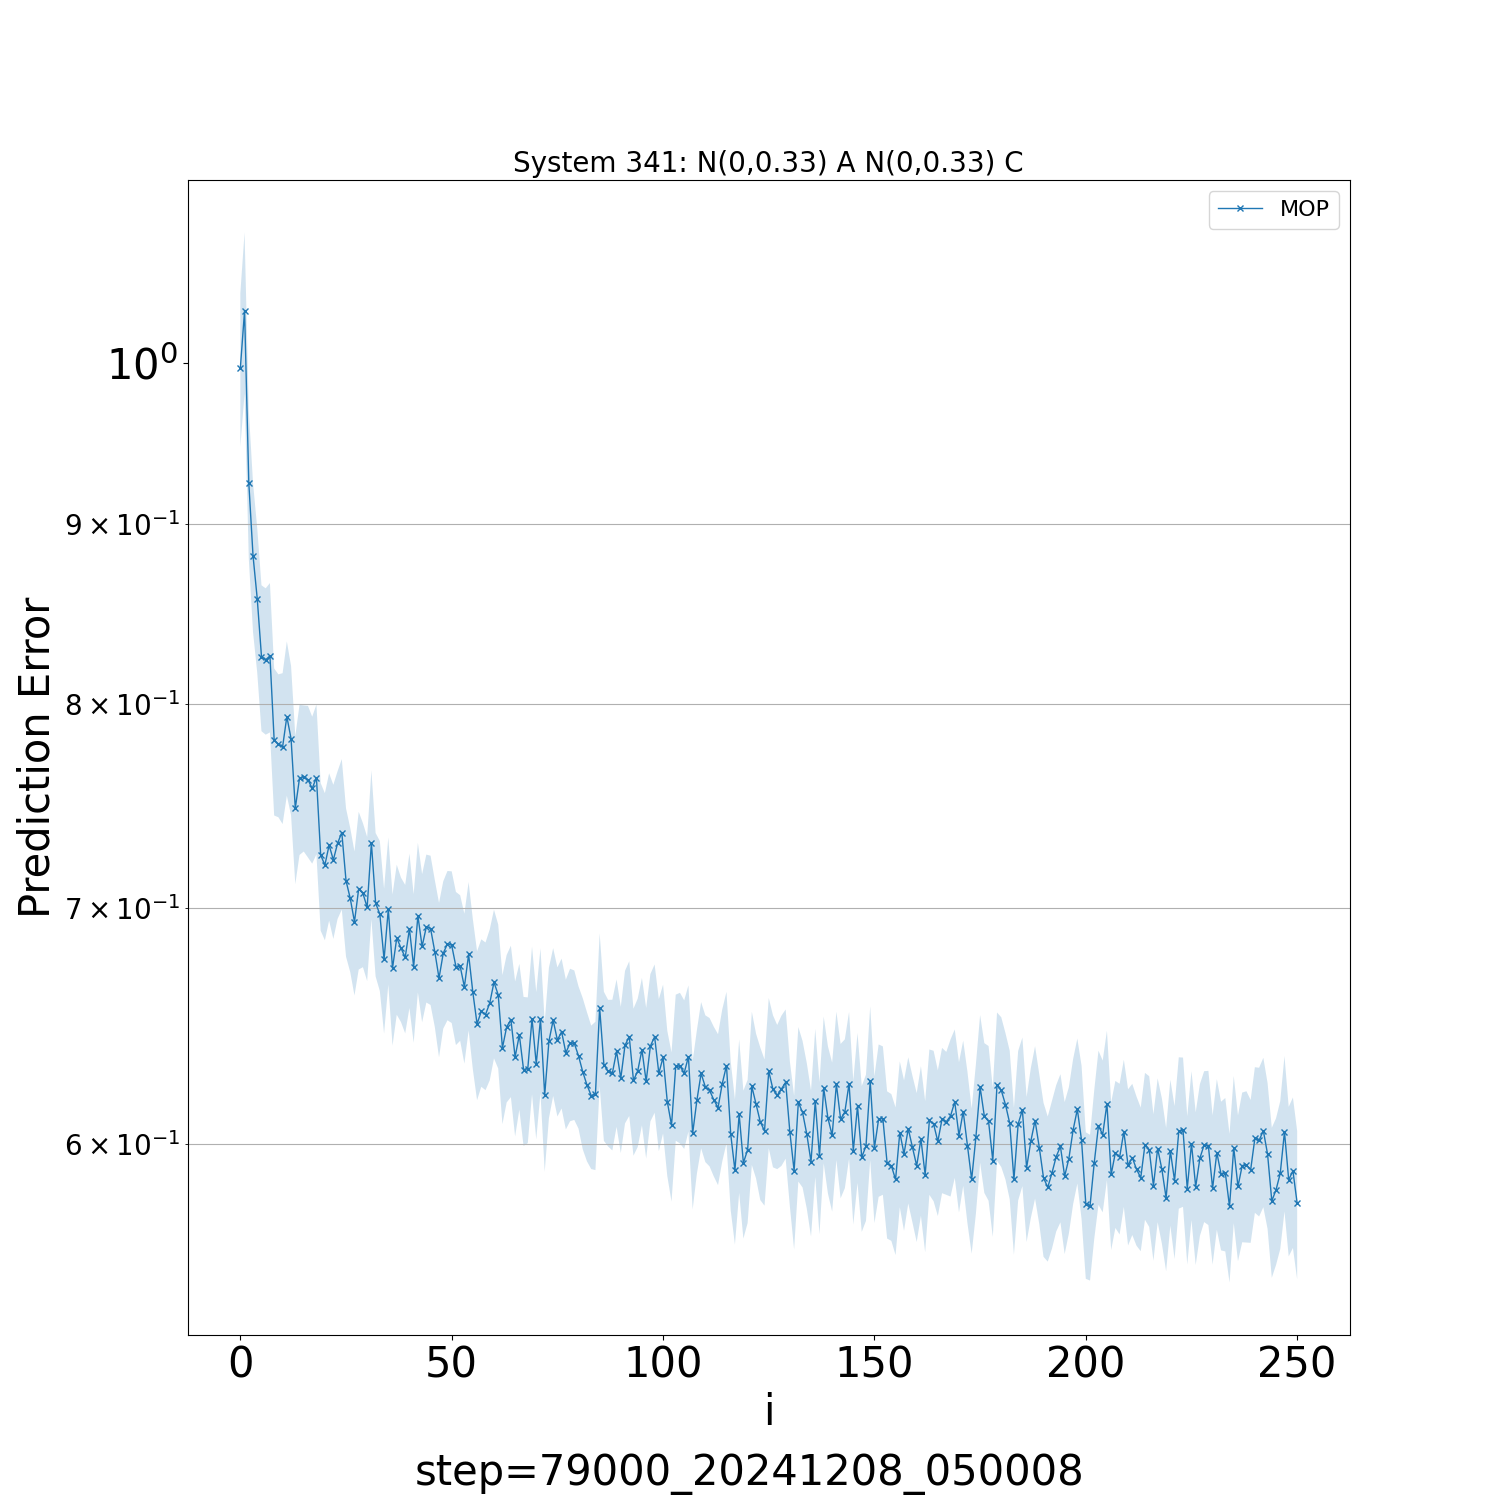 System 341: N(0,0.33) A N(0,0.33) C
MOP
Prediction Error
10⁰
9 × 10⁻¹
8 × 10⁻¹
7 × 10⁻¹
6 × 10⁻¹
0 50 100 150 200 250
i
step=79000_20241208_050008